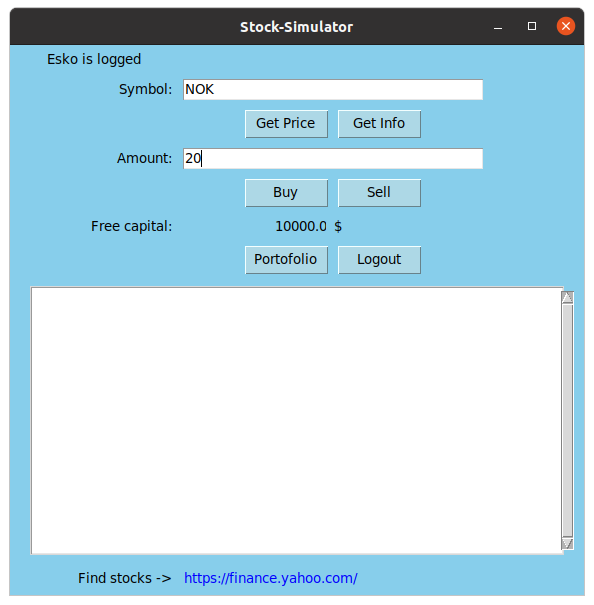 Stock-Simulator
Esko is logged
Symbol: NOK
Get Price Get Info
Amount: 20
Buy Sell
Free capital: 10000.0 $
Portofolio Logout
Find stocks -> https://finance.yahoo.com/